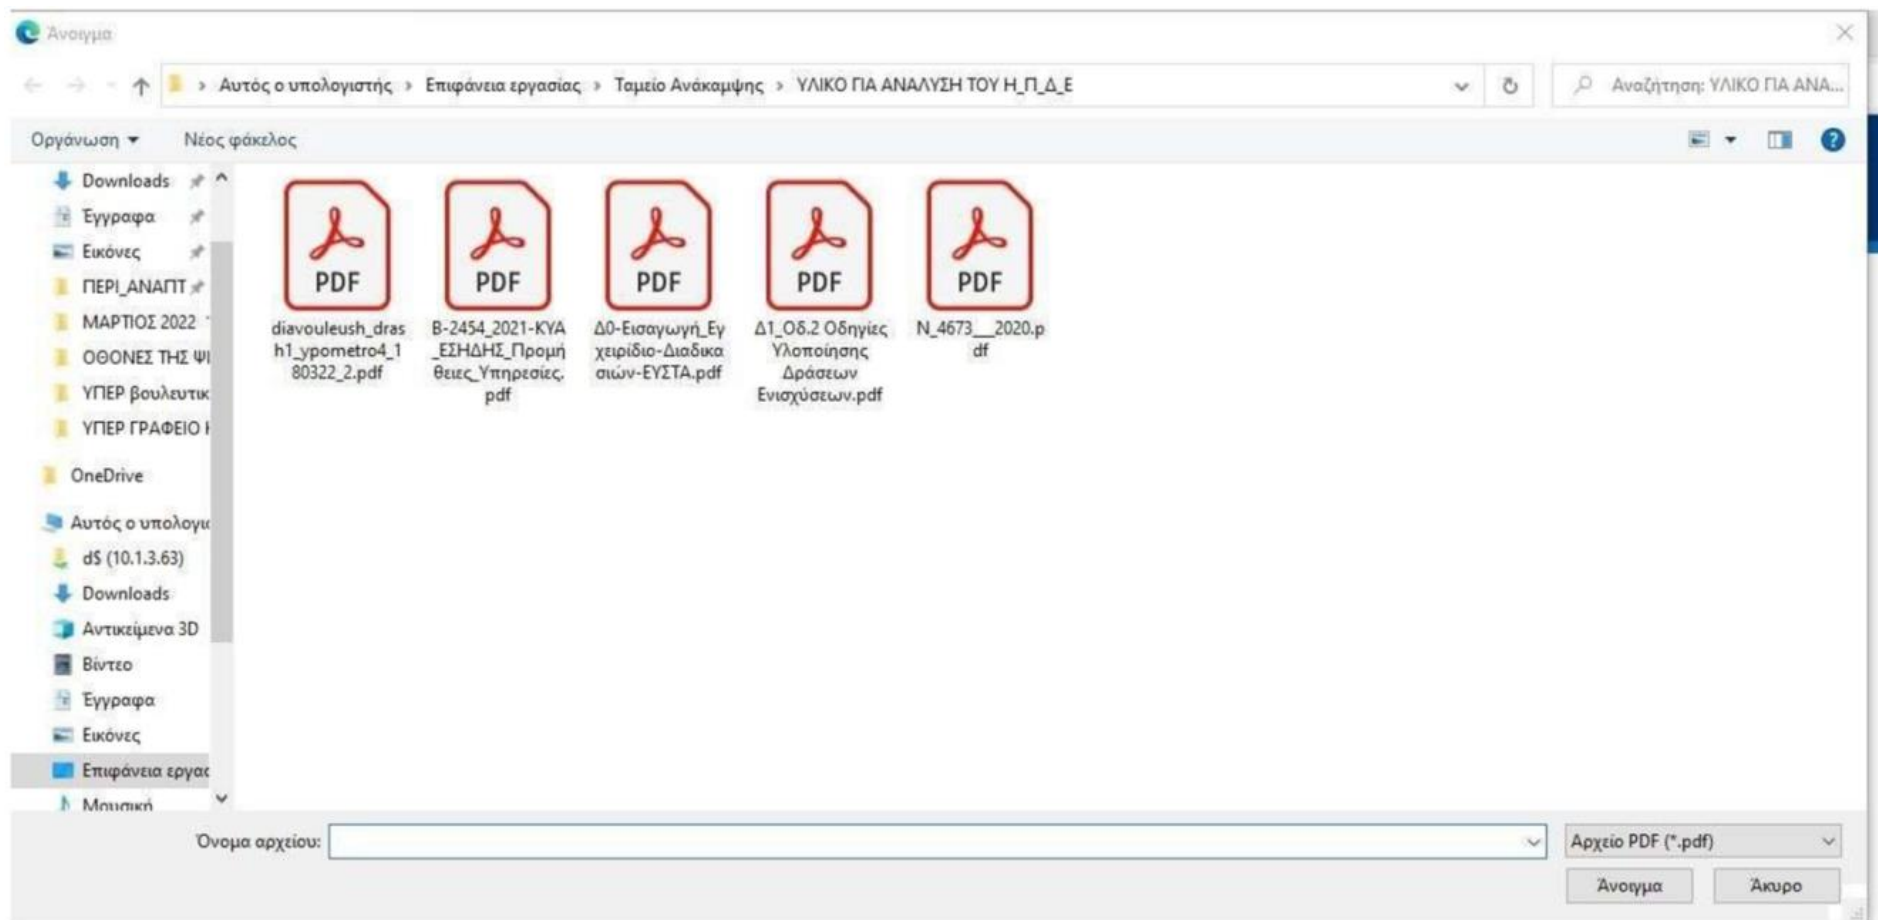 Άνοιγμα
Αυτός ο υπολογιστής › Επιφάνεια εργασίας › Ταμείο Ανάκαμψης › ΥΛΙΚΟ ΓΙΑ ΑΝΑΛΥΣΗ ΤΟΥ Η_Π_Δ_Ε
Αναζήτηση: ΥΛΙΚΟ ΓΙΑ ΑΝΑ...
Οργάνωση
Νέος φάκελος
Downloads
Έγγραφα
Εικόνες
ΠΕΡΙ_ΑΝΑΠΤ
ΜΑΡΤΙΟΣ 2022
ΟΘΟΝΕΣ ΤΗΣ ΨΙ
ΥΠΕΡ βουλευτικ
ΥΠΕΡ ΓΡΑΦΕΙΟ
OneDrive
Αυτός ο υπολογισ
d$ (10.1.3.63)
Downloads
Αντικείμενα 3D
Βίντεο
Έγγραφα
Εικόνες
Επιφάνεια εργασ
Μουσική
PDF
diavouleush_dras
h1_ypometro4_1
80322_2.pdf
PDF
B-2454_2021-ΚΥΑ
_ΕΣΗΔΗΣ_Προμή
θειες_Υπηρεσίες.
pdf
PDF
Δ0-Εισαγωγή_Εγ
χειρίδιο-Διαδικα
σιών-ΕΥΣΤΑ.pdf
PDF
Δ1_Οδ.2 Οδηγίες
Υλοποίησης
Δράσεων
Ενισχύσεων.pdf
PDF
N_4673__2020.p
df
Όνομα αρχείου:
Αρχείο PDF (*.pdf)
Άνοιγμα
Άκυρο